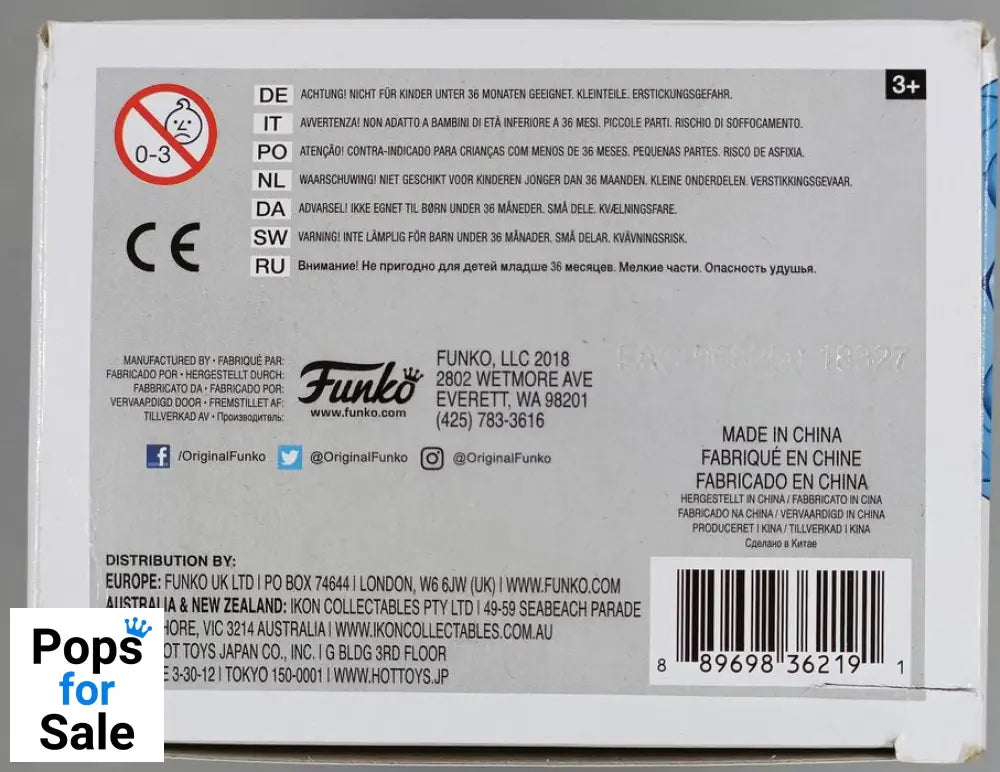 3+
0-3
DE ACHTUNG! NICHT FÜR KINDER UNTER 36 MONATEN GEEIGNET. KLEINTEILE. ERSTICKUNGSGEFAHR.
IT AVVERTENZA! NON ADATTO A BAMBINI DI ETÀ INFERIORE A 36 MESI. PICCOLE PARTI. RISCHIO DI SOFFOCAMENTO.
PO ATENÇÃO! CONTRA-INDICADO PARA CRIANÇAS COM MENOS DE 36 MESES. PEQUENAS PARTES. RISCO DE ASFIXIA.
NL WAARSCHUWING! NIET GESCHIKT VOOR KINDEREN JONGER DAN 36 MAANDEN. KLEINE ONDERDELEN. VERSTIKKINGSGEVAAR.
DA ADVARSEL! IKKE EGNET TIL BØRN UNDER 36 MÅNEDER. SMÅ DELE. KVÆLNINGSFARE.
SW VARNING! INTE LÄMPLIG FÖR BARN UNDER 36 MÅNADER. SMÅ DELAR. KVÄVNINGSRISK.
RU Внимание! Не пригодно для детей младше 36 месяцев. Мелкие части. Опасность удушья.
CE
MANUFACTURED BY • FABRIQUÉ PAR:
FABRICADO POR • HERGESTELLT DURCH:
FABBRICATO DA • FABRICADO POR:
VERVAARDIGD DOOR • FREMSTILLET AF:
TILLVERKAD AV • Производитель:
Funko
www.funko.com
FUNKO, LLC 2018
2802 WETMORE AVE
EVERETT, WA 98201
(425) 783-3616
18327
/OriginalFunko @OriginalFunko @OriginalFunko
MADE IN CHINA
FABRIQUÉ EN CHINE
FABRICADO EN CHINA
HERGESTELLT IN CHINA / FABBRICATO IN CINA
FABRICADO NA CHINA / VERVAARDIGD IN CHINA
PRODUCERET I KINA / TILLVERKAD I KINA
Сделано в Китае
DISTRIBUTION BY:
EUROPE: FUNKO UK LTD | PO BOX 74644 | LONDON, W6 6JW (UK) | WWW.FUNKO.COM
AUSTRALIA & NEW ZEALAND: IKON COLLECTABLES PTY LTD | 49-59 SEABEACH PARADE
HORE, VIC 3214 AUSTRALIA | WWW.IKONCOLLECTABLES.COM.AU
OT TOYS JAPAN CO., INC. | G BLDG 3RD FLOOR
E 3-30-12 | TOKYO 150-0001 | WWW.HOTTOYS.JP
8 89698 36219 1
Pops
for
Sale